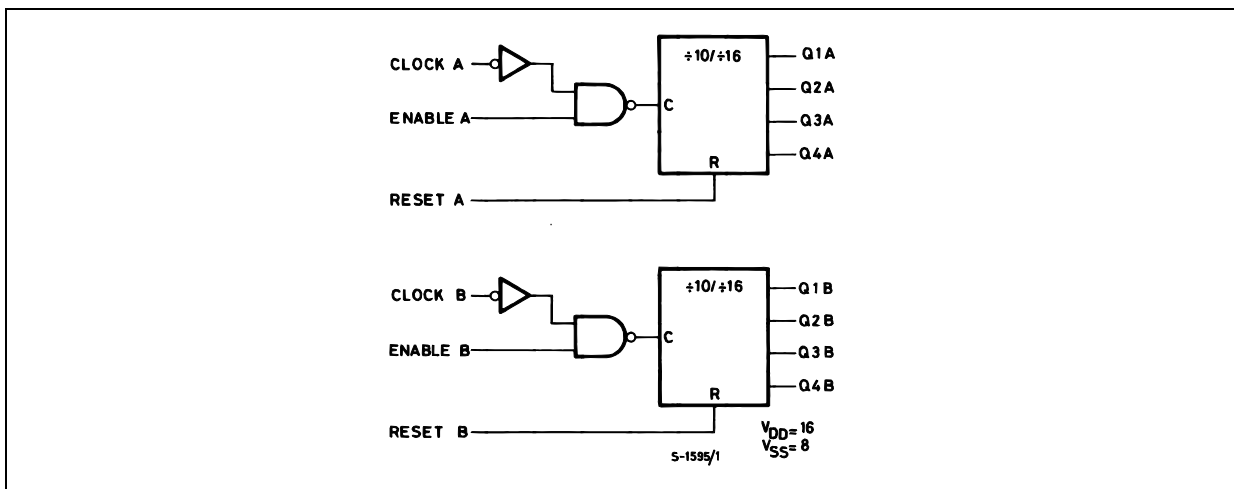 ÷10/÷16
Q1A
CLOCK A
Q2A
C
ENABLE A
Q3A
Q4A
R
RESET A
÷10/÷16
Q1B
CLOCK B
Q2B
C
ENABLE B
Q3B
Q4B
R
RESET B
VDD=16
VSS=8
S-1595/1